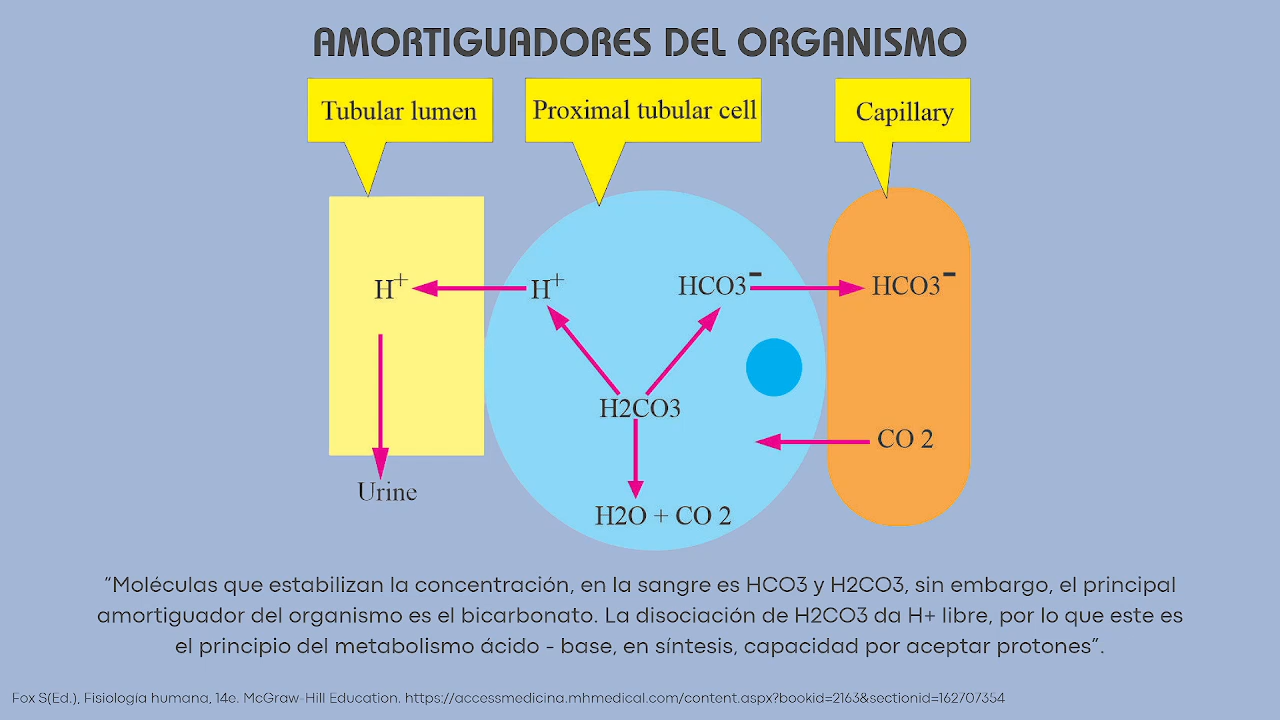 AMORTIGUADORES DEL ORGANISMO
Tubular lumen
Proximal tubular cell
Capillary
H+
H+
HCO3-
HCO3-
H2CO3
CO 2
Urine
H2O + CO 2
“Moléculas que estabilizan la concentración, en la sangre es HCO3 y H2CO3, sin embargo, el principal
amortiguador del organismo es el bicarbonato. La disociación de H2CO3 da H+ libre, por lo que este es
el principio del metabolismo ácido - base, en síntesis, capacidad por aceptar protones”.
Fox S(Ed.), Fisiología humana, 14e. McGraw-Hill Education. https://accessmedicina.mhmedical.com/content.aspx?bookid=2163&sectionid=162707354